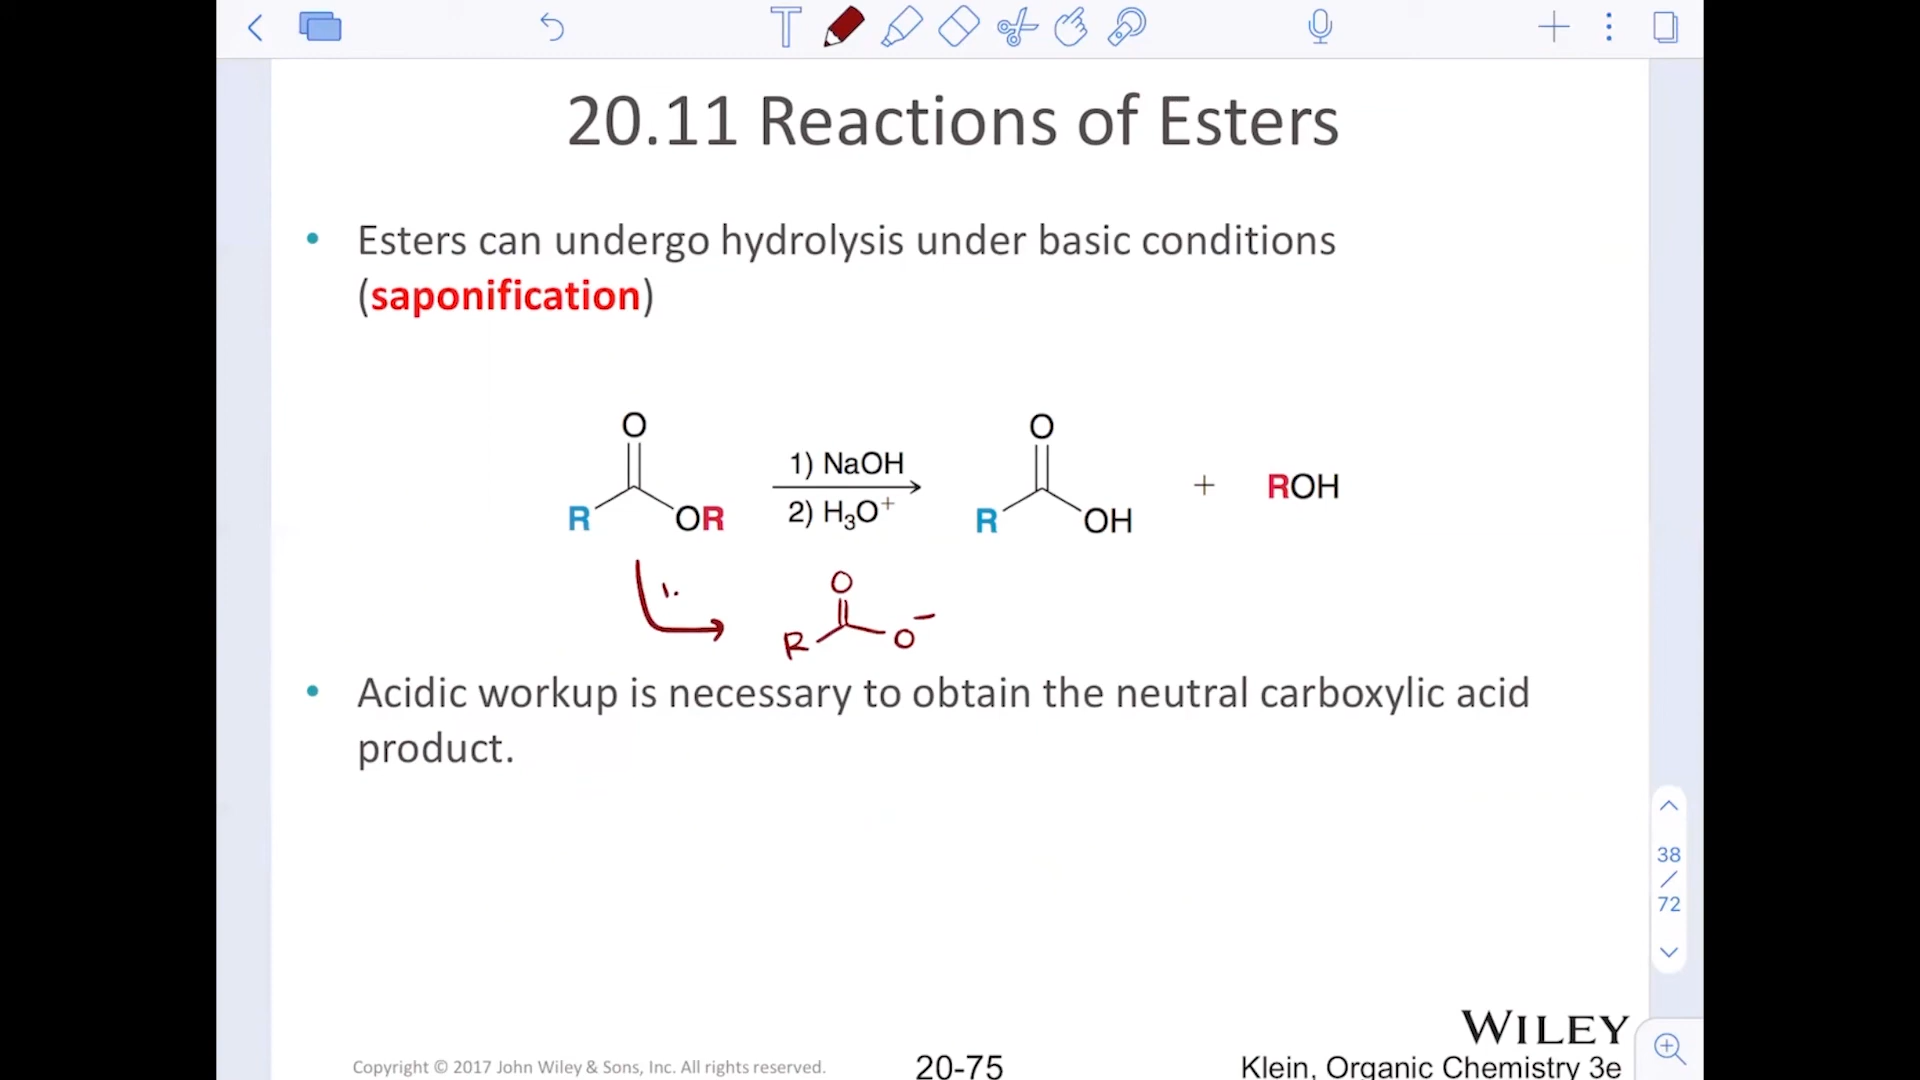 20.11 Reactions of Esters
• Esters can undergo hydrolysis under basic conditions
(saponification)
O
R OR
1) NaOH
2) H₃O⁺
O
R OH
+ ROH
1.
O
R O⁻
• Acidic workup is necessary to obtain the neutral carboxylic acid
product.
38
/
72
WILEY
Copyright © 2017 John Wiley & Sons, Inc. All rights reserved.
20-75
Klein, Organic Chemistry 3e